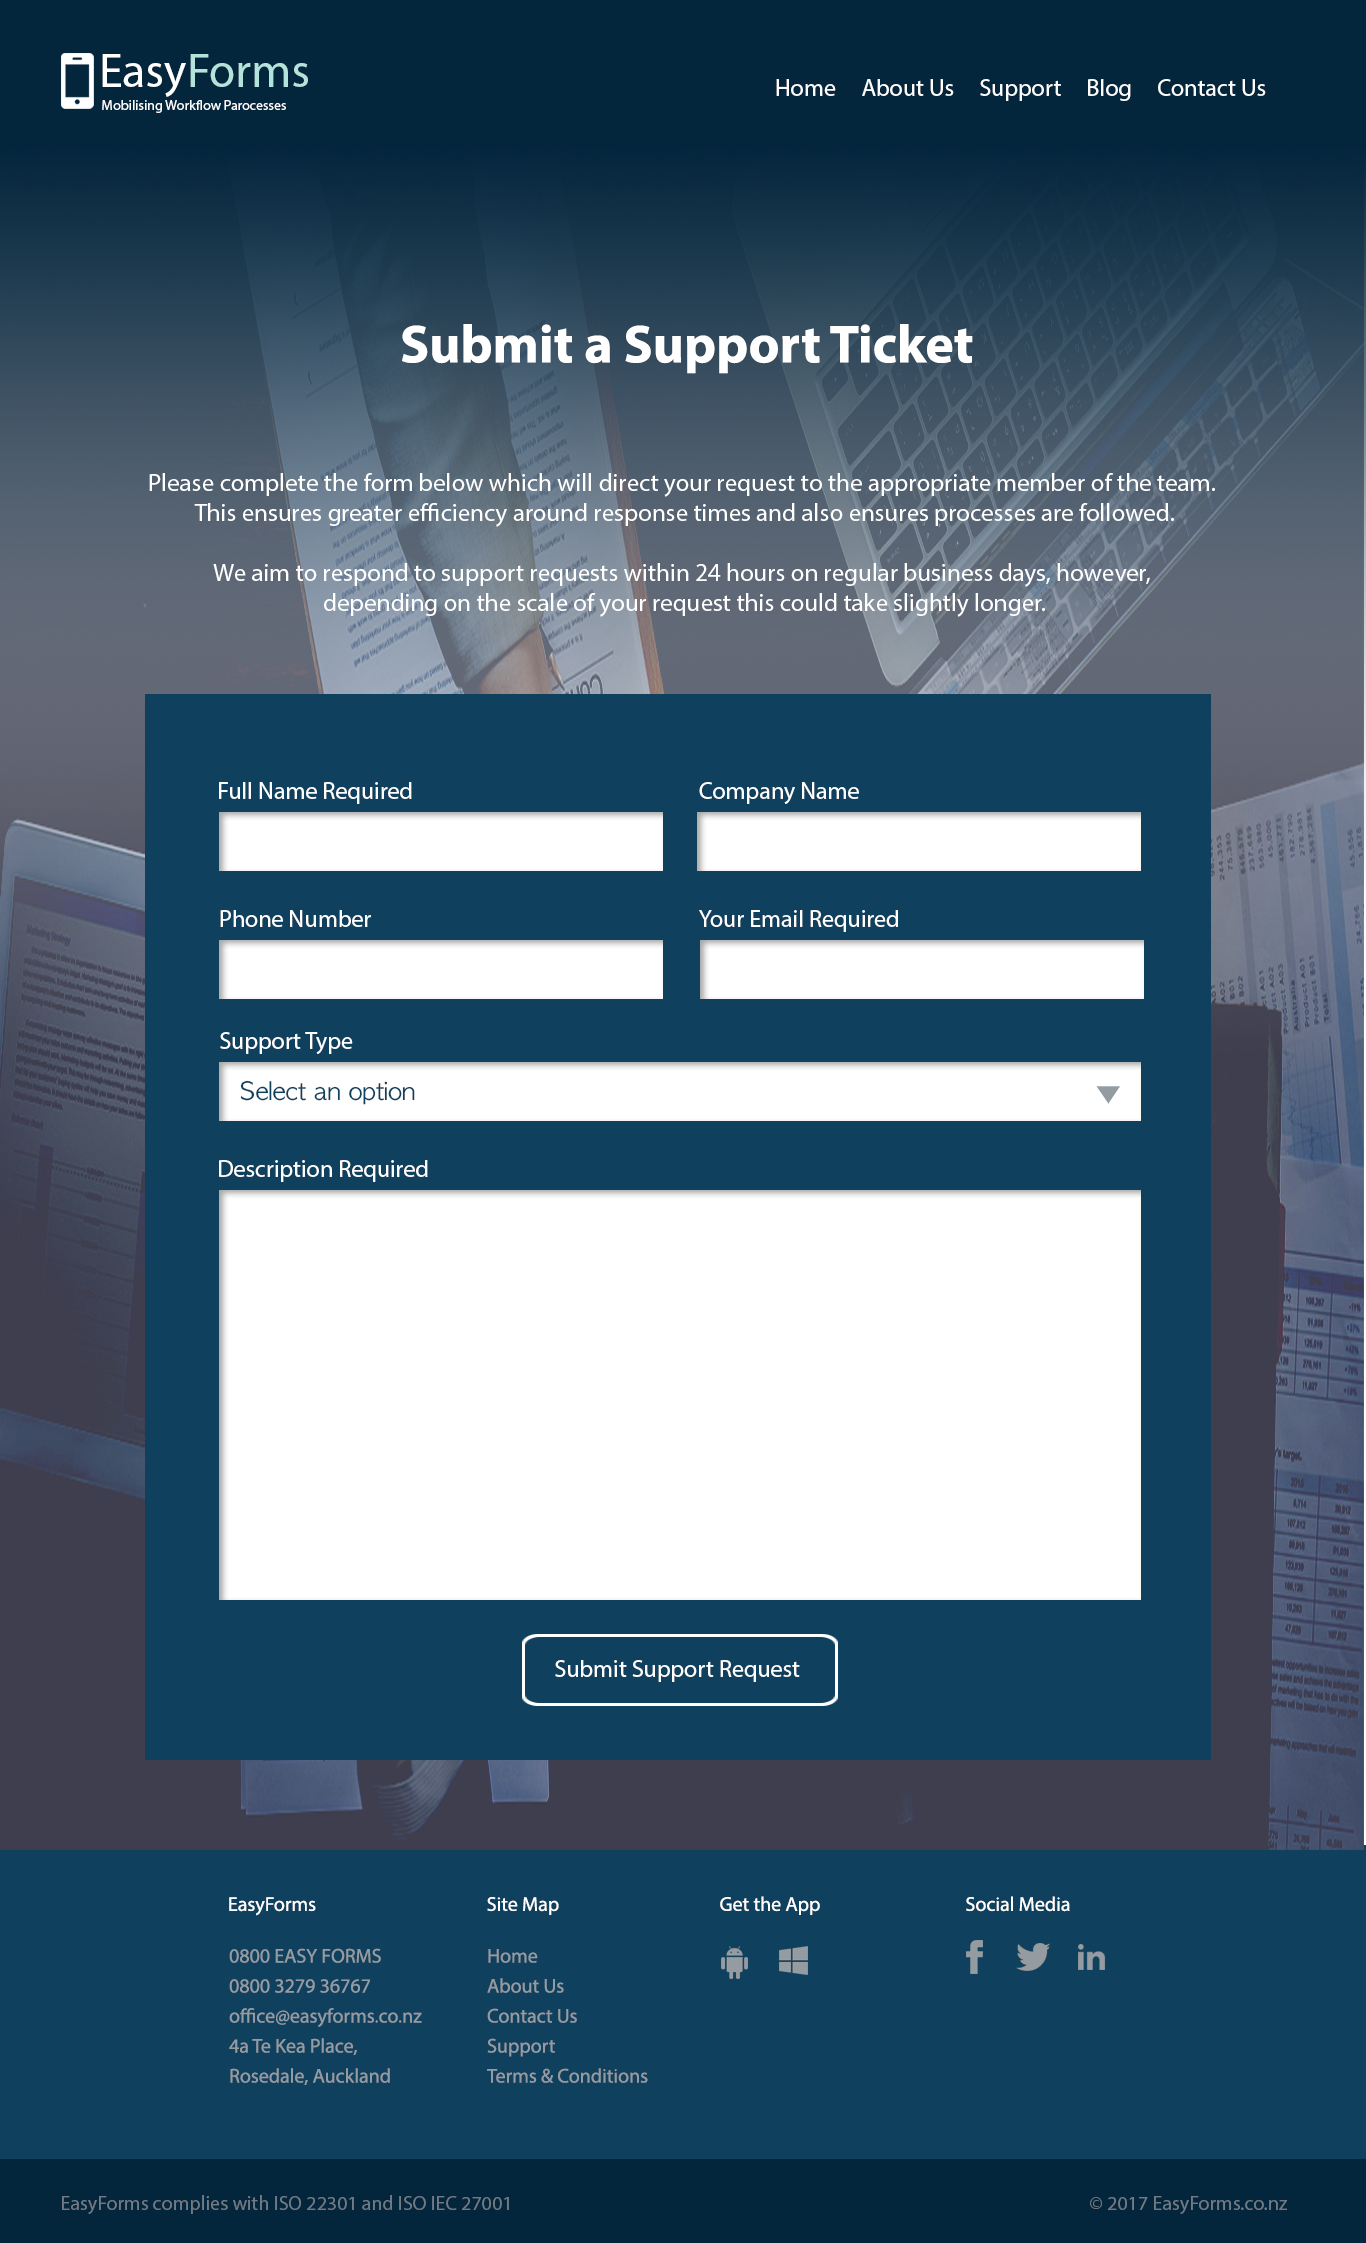 EasyForms
Mobilising Workflow Parocesses
Home About Us Support Blog Contact Us
Submit a Support Ticket
Please complete the form below which will direct your request to the appropriate member of the team.
This ensures greater efficiency around response times and also ensures processes are followed.
We aim to respond to support requests within 24 hours on regular business days, however,
depending on the scale of your request this could take slightly longer.
Full Name Required Company Name
Phone Number Your Email Required
Support Type
Select an option
Description Required
Submit Support Request
EasyForms
0800 EASY FORMS
0800 3279 36767
office@easyforms.co.nz
4a Te Kea Place,
Rosedale, Auckland
Site Map
Home
About Us
Contact Us
Support
Terms & Conditions
Get the App
Social Media
EasyForms complies with ISO 22301 and ISO IEC 27001
© 2017 EasyForms.co.nz